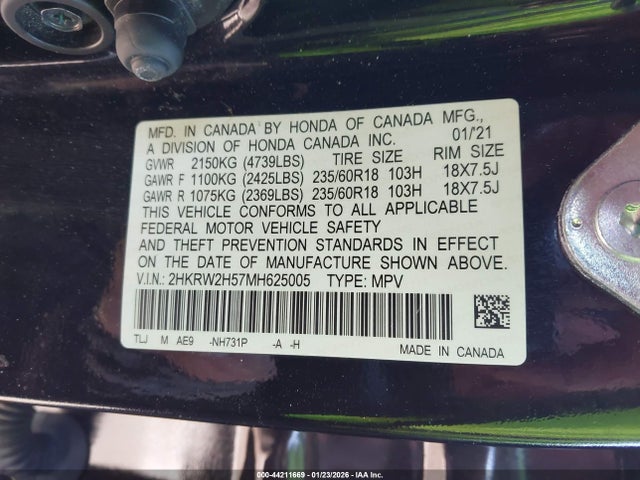 MFD. IN CANADA BY HONDA OF CANADA MFG.,
A DIVISION OF HONDA CANADA INC. 01/'21
GVWR 2150KG (4739LBS) TIRE SIZE RIM SIZE
GAWR F 1100KG (2425LBS) 235/60R18 103H 18X7.5J
GAWR R 1075KG (2369LBS) 235/60R18 103H 18X7.5J
THIS VEHICLE CONFORMS TO ALL APPLICABLE
FEDERAL MOTOR VEHICLE SAFETY
AND THEFT PREVENTION STANDARDS IN EFFECT
ON THE DATE OF MANUFACTURE SHOWN ABOVE.
V.I.N.: 2HKRW2H57MH625005 TYPE: MPV
TLJ M AE9 -NH731P -A -H
MADE IN CANADA
000-44211669 | 01/23/2026 | IAA Inc.